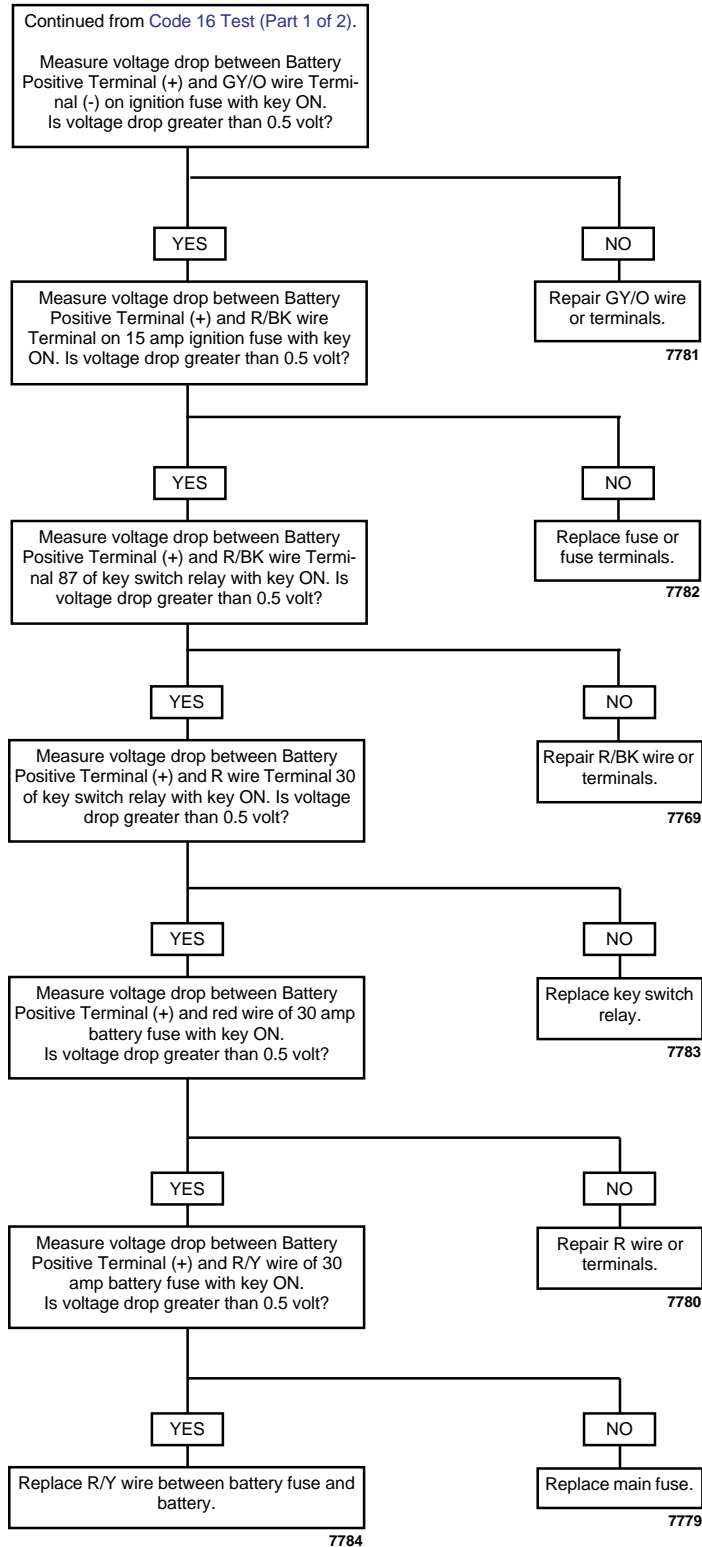 Continued from Code 16 Test (Part 1 of 2).
Measure voltage drop between Battery
Positive Terminal (+) and GY/O wire Termi-
nal (-) on ignition fuse with key ON.
Is voltage drop greater than 0.5 volt?
YES
NO
Measure voltage drop between Battery
Positive Terminal (+) and R/BK wire
Terminal on 15 amp ignition fuse with key
ON. Is voltage drop greater than 0.5 volt?
Repair GY/O wire
or terminals.
7781
YES
NO
Measure voltage drop between Battery
Positive Terminal (+) and R/BK wire Termi-
nal 87 of key switch relay with key ON. Is
voltage drop greater than 0.5 volt?
Replace fuse or
fuse terminals.
7782
YES
NO
Measure voltage drop between Battery
Positive Terminal (+) and R wire Terminal 30
of key switch relay with key ON. Is voltage
drop greater than 0.5 volt?
Repair R/BK wire or
terminals.
7769
YES
NO
Measure voltage drop between Battery
Positive Terminal (+) and red wire of 30 amp
battery fuse with key ON.
Is voltage drop greater than 0.5 volt?
Replace key switch
relay.
7783
YES
NO
Measure voltage drop between Battery
Positive Terminal (+) and R/Y wire of 30
amp battery fuse with key ON.
Is voltage drop greater than 0.5 volt?
Repair R wire or
terminals.
7780
YES
NO
Replace R/Y wire between battery fuse and
battery.
7784
Replace main fuse.
7779